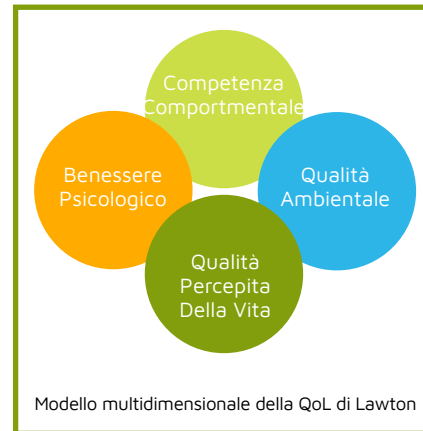 Competenza
Comportmentale
Benessere
Psicologico
Qualità
Ambientale
Qualità
Percepita
Della Vita
Modello multidimensionale della QoL di Lawton